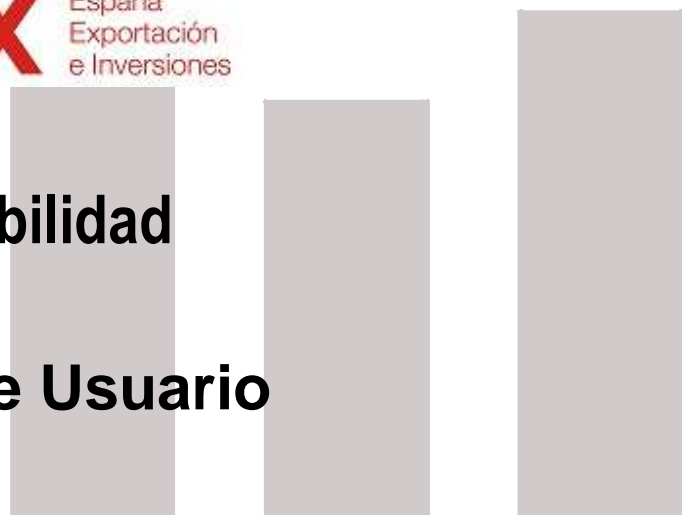 X España
Exportación
e Inversiones
bilidad
e Usuario